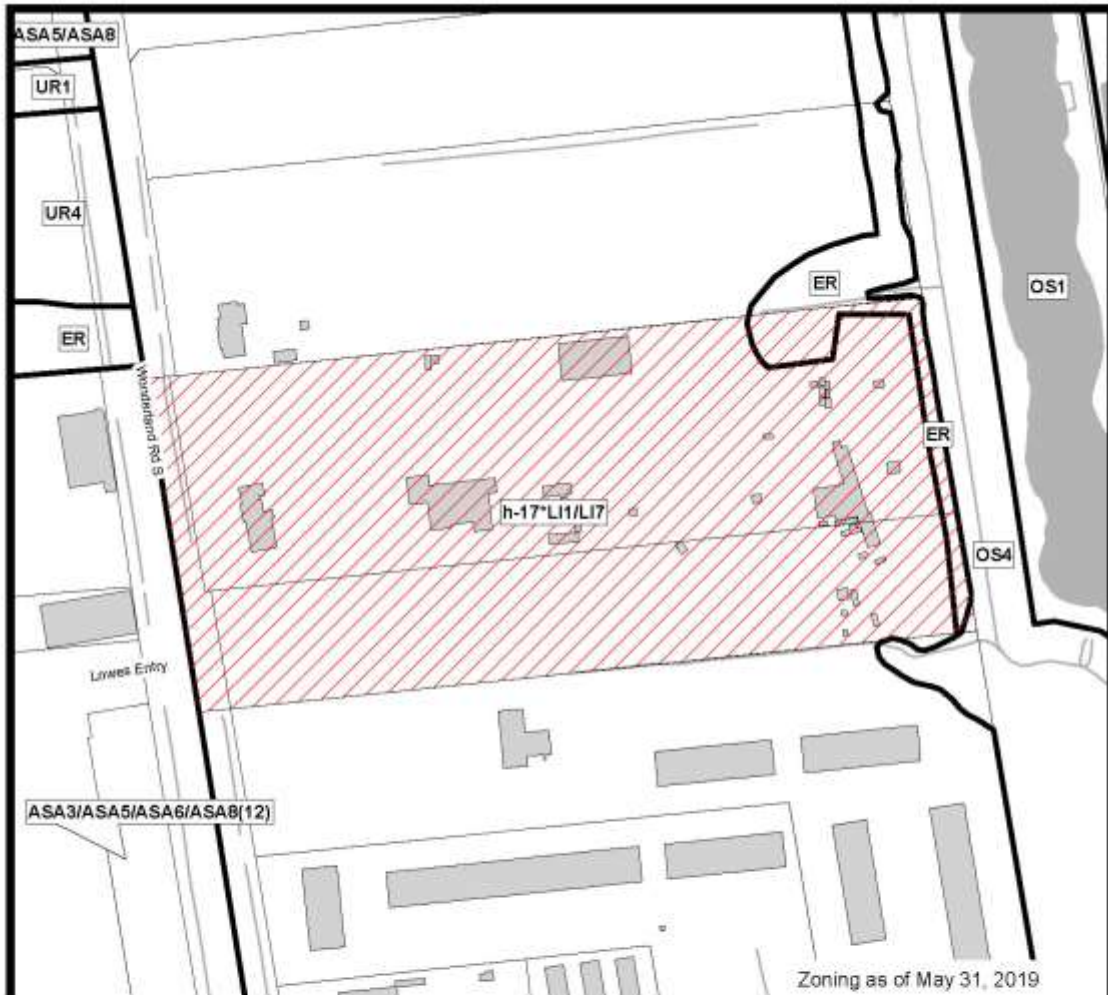 ASA5/ASA8
UR1
UR4
ER
ER
OS1
Wonderland Rd S
ER
h-17*LI1/LI7
OS4
Lowes Entry
ASA3/ASA5/ASA6/ASA8(12)
Zoning as of May 31, 2019